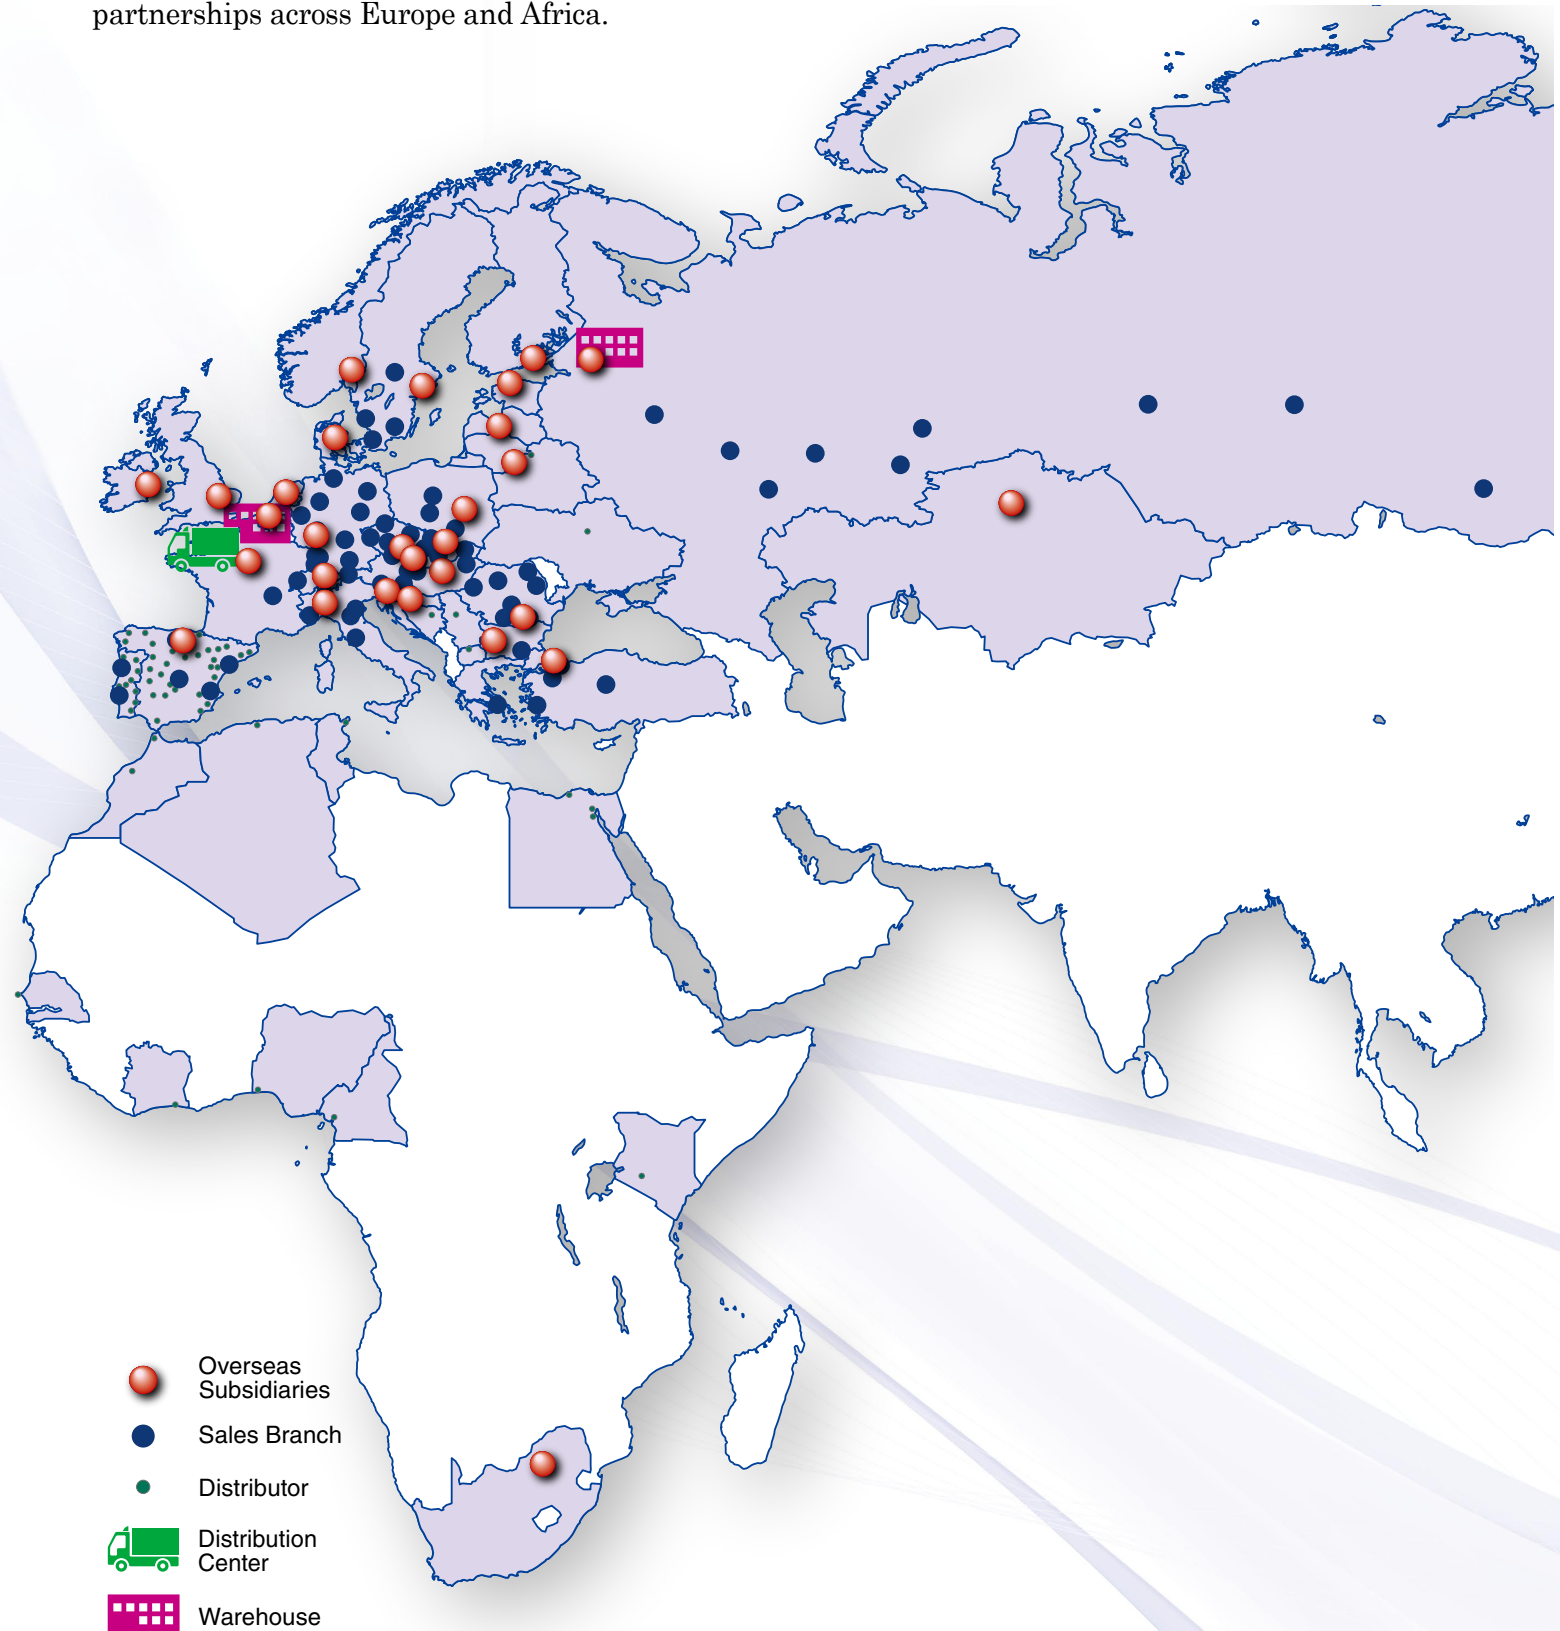 partnerships across Europe and Africa.
Overseas
Subsidiaries
Sales Branch
Distributor
Distribution
Center
Warehouse